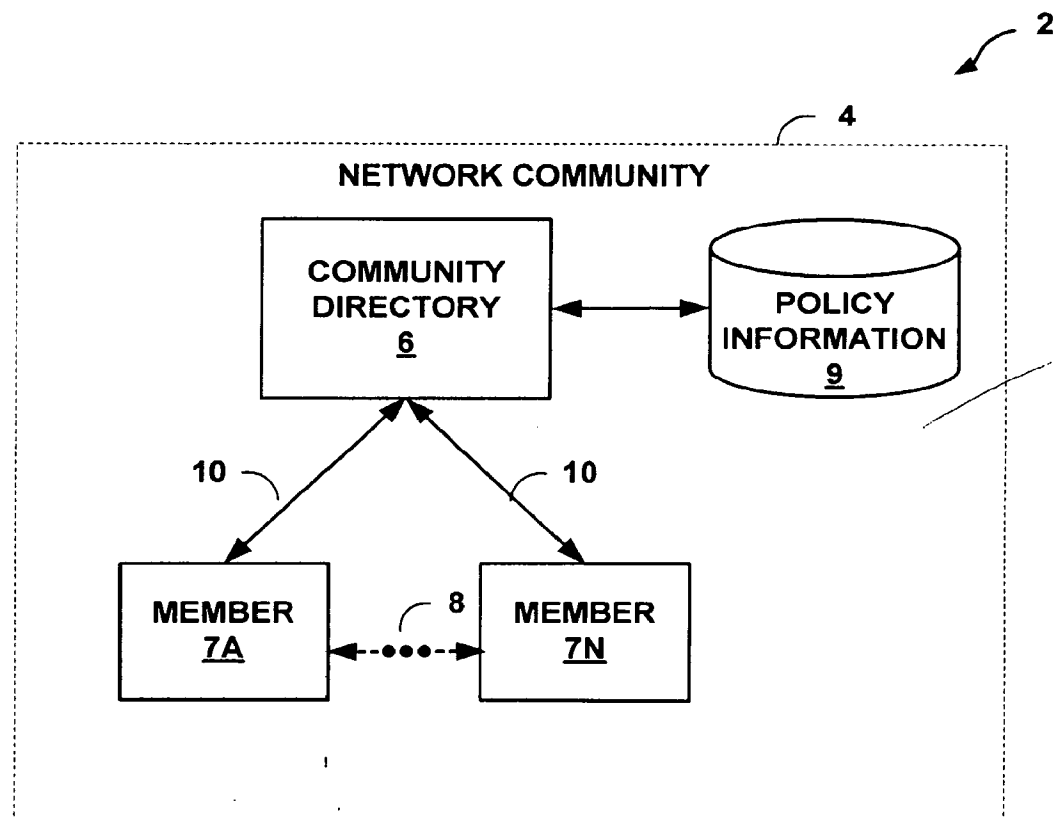 2
4
NETWORK COMMUNITY
COMMUNITY
DIRECTORY
6
POLICY
INFORMATION
9
10
10
8
MEMBER
7A
MEMBER
7N